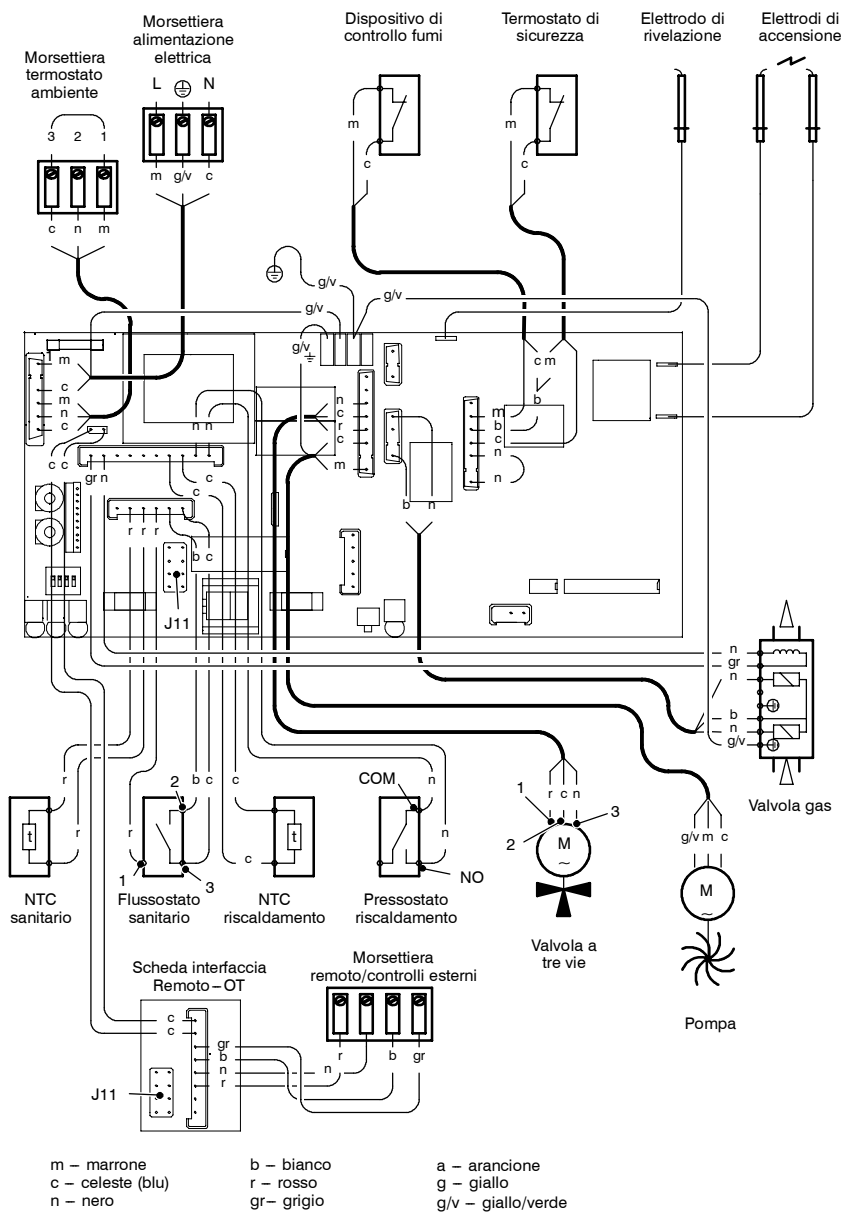 Morsettiera
termostato
ambiente
Morsettiera
alimentazione
elettrica
Dispositivo di
controllo fumi
Termostato di
sicurezza
Elettrodo di
rivelazione
Elettrodi di
accensione
L N
3 2 1
m g/v c
c n m
m
c
m
c
g/v
g/v
g/v
g/v
m
c
m
n
c
c m
b
n
c
r
c
m
m
b
c
n
n
n n
c c
gr n
c
c
b n
r r r
b c
J11
n
gr
n
b
n
g/v
Valvola gas
r
r
2
b c
c
COM
n
n
r
1
3
c
NO
t
t
NTC
sanitario
Flussostato
sanitario
NTC
riscaldamento
Pressostato
riscaldamento
r c n
1
2
3
M
~
Valvola a
tre vie
g/v m c
M
~
Pompa
Scheda interfaccia
Remoto–OT
Morsettiera
remoto/controlli esterni
c
c
gr
b
n
r
r
n
b
gr
J11
m – marrone
c – celeste (blu)
n – nero
b – bianco
r – rosso
gr– grigio
a – arancione
g – giallo
g/v – giallo/verde